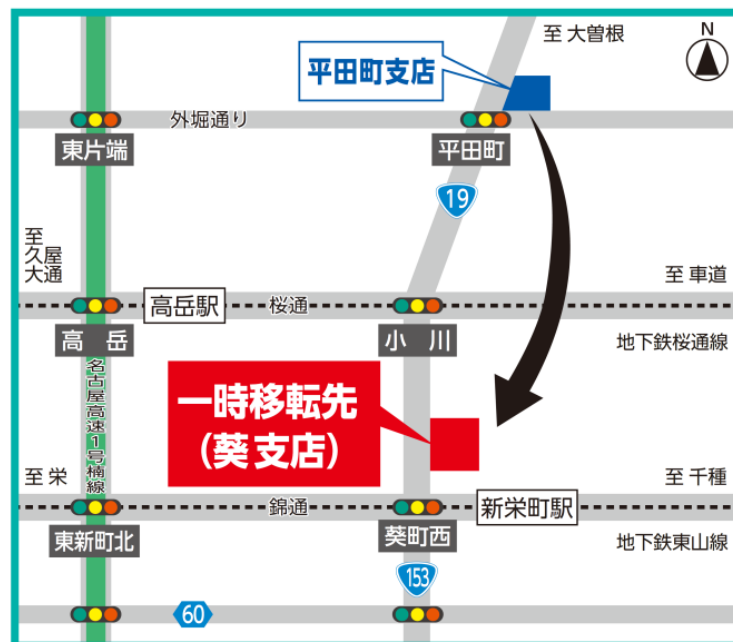 至 大曽根
N
平田町支店
外堀通り
東片端
平田町
19
至
久屋
大通
高岳駅
桜通
至 車道
高 岳
小 川
地下鉄桜通線
名古屋高速1号楠線
一時移転先
(葵支店)
至 栄
至 千種
錦通
新栄町駅
東新町北
葵町西
地下鉄東山線
153
60